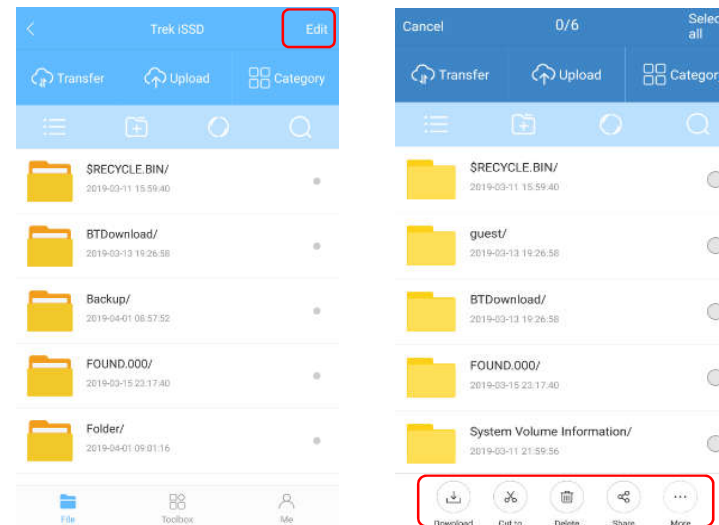 Trek iSSD
Edit
Transfer
Upload
Category
$RECYCLE.BIN/
2019-03-11 15:59:40
BTDownload/
2019-03-13 19:26:58
Backup/
2019-04-01 08:57:52
FOUND.000/
2019-03-15 23:17:40
Folder/
2019-04-01 09:01:16
File
Toolbox
Me
Cancel
0/6
Selec
all
Transfer
Upload
Categor
$RECYCLE.BIN/
2019-03-11 15:59:40
guest/
2019-03-13 19:26:58
BTDownload/
2019-03-13 19:26:58
FOUND.000/
2019-03-15 23:17:40
System Volume Information/
2019-03-11 21:59:56
Download
Cut to
Delete
Share
More